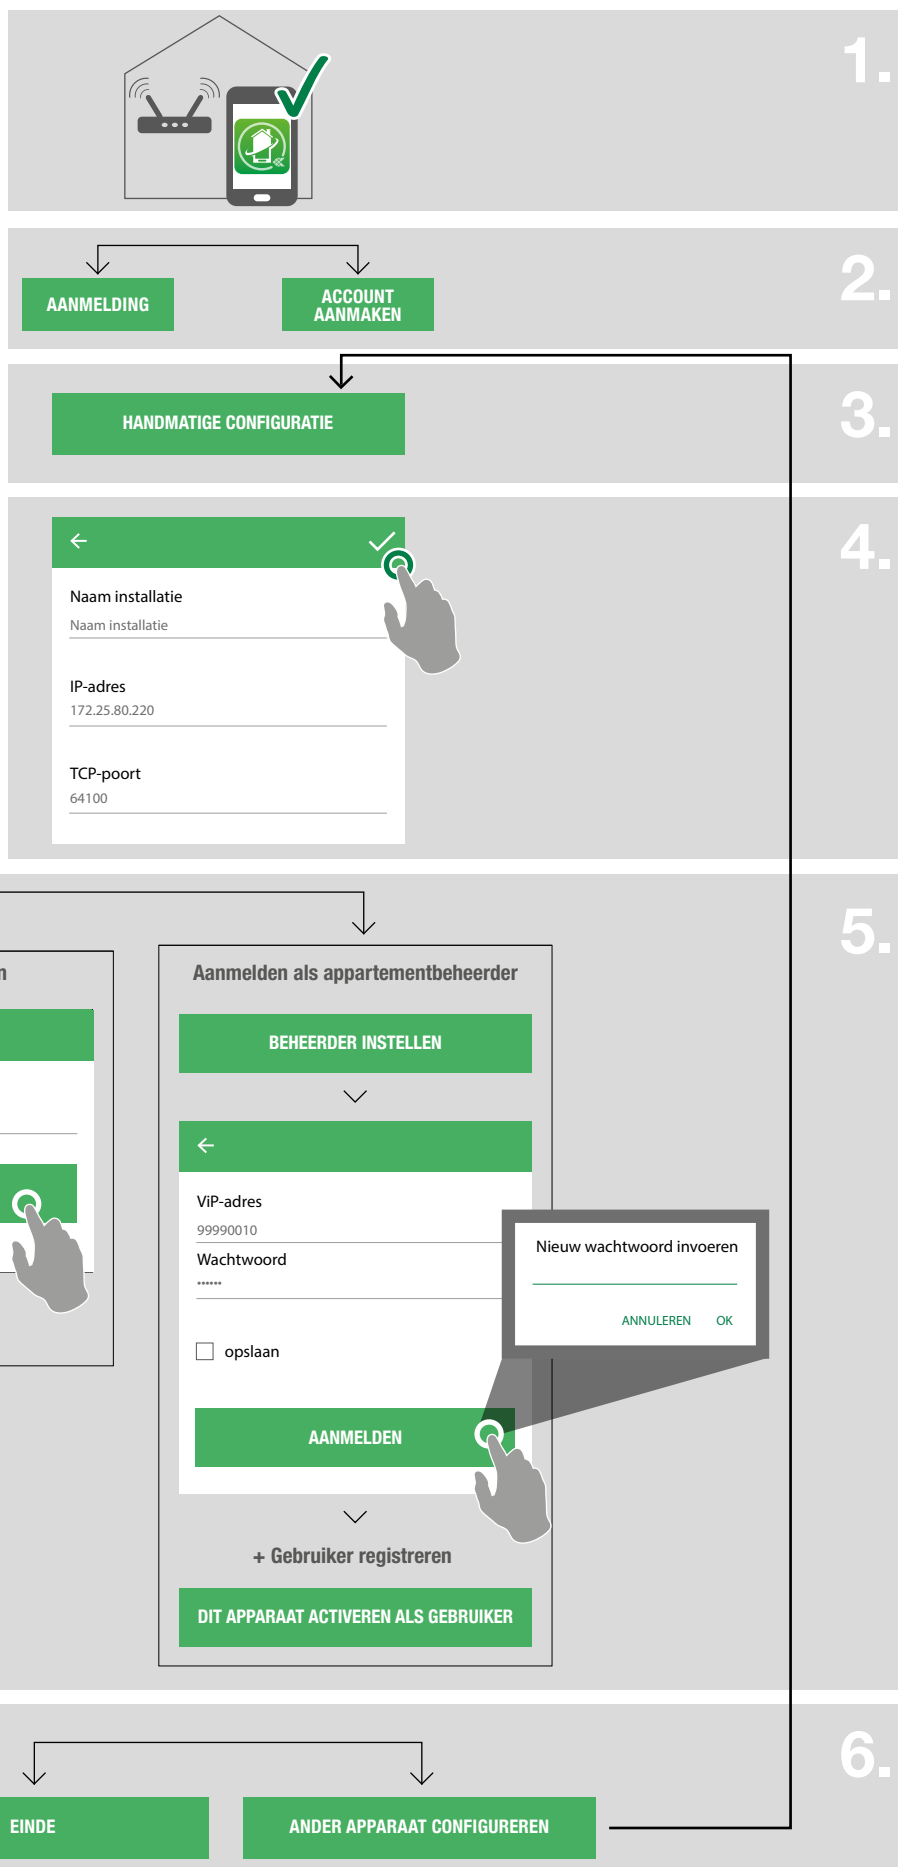 1.
2.
AANMELDING
ACCOUNT
AANMAKEN
3.
HANDMATIGE CONFIGURATIE
4.
Naam installatie
Naam installatie
IP-adres
172.25.80.220
TCP-poort
64100
5.
n
Aanmelden als appartementbeheerder
BEHEERDER INSTELLEN
ViP-adres
99990010
Wachtwoord
••••••
opslaan
Nieuw wachtwoord invoeren
ANNULEREN OK
AANMELDEN
+ Gebruiker registreren
DIT APPARAAT ACTIVEREN ALS GEBRUIKER
6.
EINDE
ANDER APPARAAT CONFIGUREREN